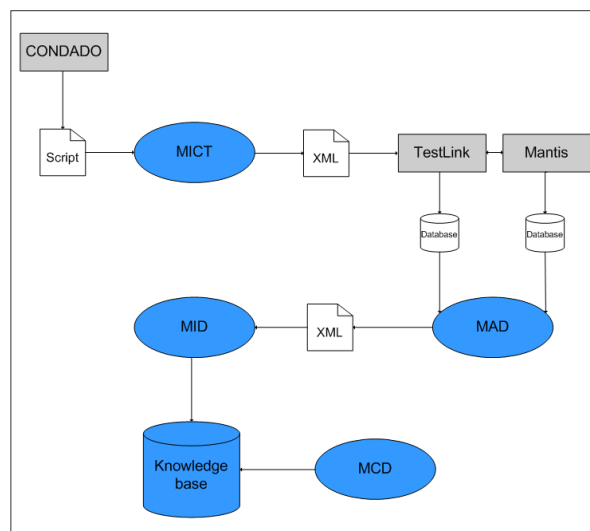 CONDADO
Script
MICT
XML
TestLink
Mantis
Database
Database
MID
XML
MAD
Knowledge
base
MCD